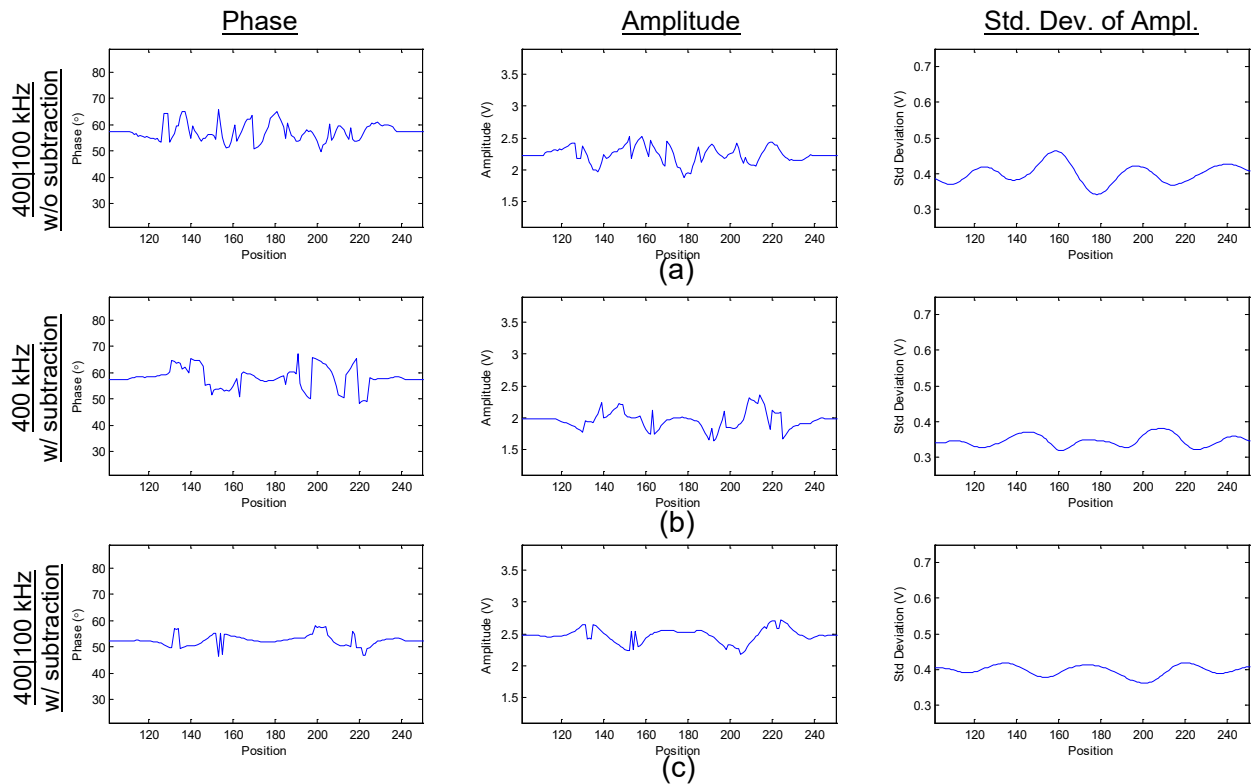 Phase Amplitude Std. Dev. of Ampl.
400|100 kHz
w/o subtraction
80
70
60
50
40
30
Phase (°)
120 140 160 180 200 220 240
Position
3.5
3
2.5
2
1.5
Amplitude (V)
120 140 160 180 200 220 240
Position
0.7
0.6
0.5
0.4
0.3
Std Deviation (V)
120 140 160 180 200 220 240
Position
(a)
400 kHz
w/ subtraction
80
70
60
50
40
30
Phase (°)
120 140 160 180 200 220 240
Position
3.5
3
2.5
2
1.5
Amplitude (V)
120 140 160 180 200 220 240
Position
0.7
0.6
0.5
0.4
0.3
Std Deviation (V)
120 140 160 180 200 220 240
Position
(b)
400|100 kHz
w/ subtraction
80
70
60
50
40
30
Phase (°)
120 140 160 180 200 220 240
Position
3.5
3
2.5
2
1.5
Amplitude (V)
120 140 160 180 200 220 240
Position
0.7
0.6
0.5
0.4
0.3
Std Deviation (V)
120 140 160 180 200 220 240
Position
(c)